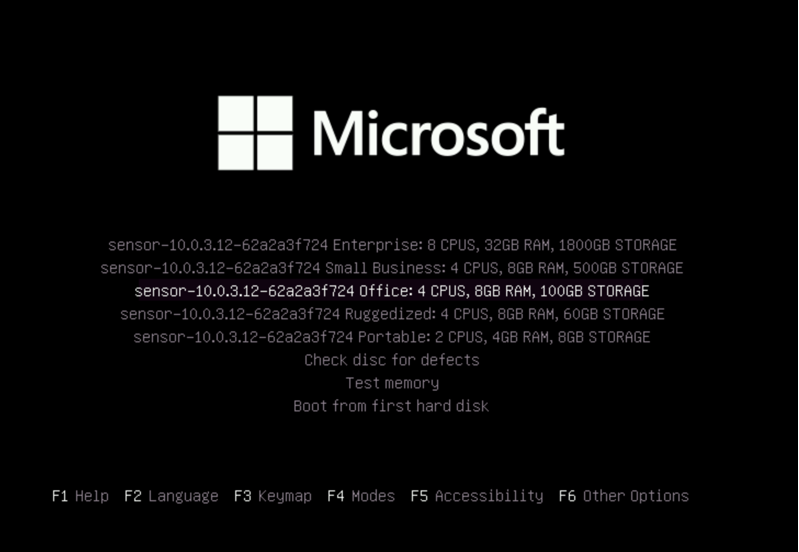 Microsoft
sensor-10.0.3.12-62a2a3f724 Enterprise: 8 CPUS, 32GB RAM, 1800GB STORAGE
sensor-10.0.3.12-62a2a3f724 Small Business: 4 CPUS, 8GB RAM, 500GB STORAGE
sensor-10.0.3.12-62a2a3f724 Office: 4 CPUS, 8GB RAM, 100GB STORAGE
sensor-10.0.3.12-62a2a3f724 Ruggedized: 4 CPUS, 8GB RAM, 60GB STORAGE
sensor-10.0.3.12-62a2a3f724 Portable: 2 CPUS, 4GB RAM, 8GB STORAGE
Check disc for defects
Test memory
Boot from first hard disk
F1 Help F2 Language F3 Keymap F4 Modes F5 Accessibility F6 Other Options